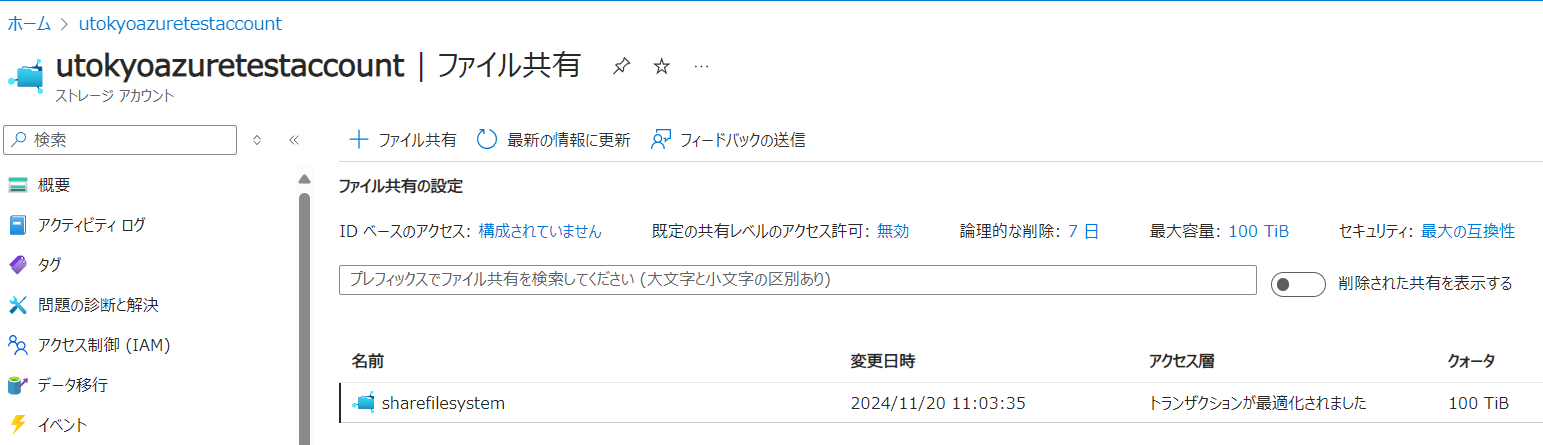 ホーム > utokyoazuretestaccount
utokyoazuretestaccount | ファイル共有 ...
ストレージ アカウント
検索
ファイル共有 最新の情報に更新 フィードバックの送信
概要
アクティビティ ログ
タグ
問題の診断と解決
アクセス制御 (IAM)
データ移行
イベント
ファイル共有の設定
ID ベースのアクセス: 構成されていません 既定の共有レベルのアクセス許可: 無効 論理的な削除: 7 日 最大容量: 100 TiB セキュリティ: 最大の互換性
プレフィックスでファイル共有を検索してください (大文字と小文字の区別あり) 削除された共有を表示する
名前 変更日時 アクセス層 クォータ
sharefilesystem 2024/11/20 11:03:35 トランザクションが最適化されました 100 TiB